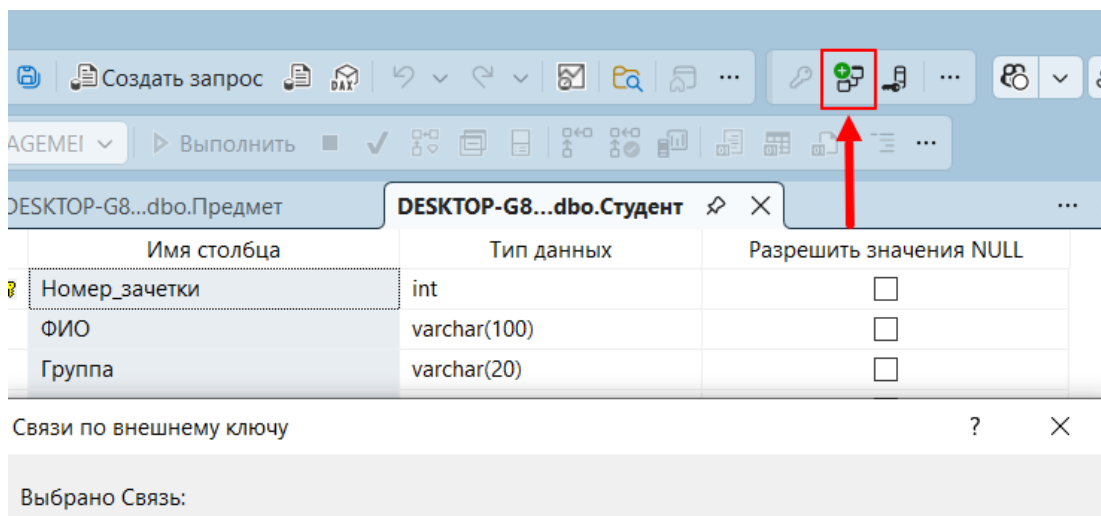 Создать запрос DAX
AGEMEI Выполнить
DESKTOP-G8...dbo.Предмет DESKTOP-G8...dbo.Студент
Имя столбца Тип данных Разрешить значения NULL
Номер_зачетки int
ФИО varchar(100)
Группа varchar(20)
Связи по внешнему ключу ?
Выбрано Связь: